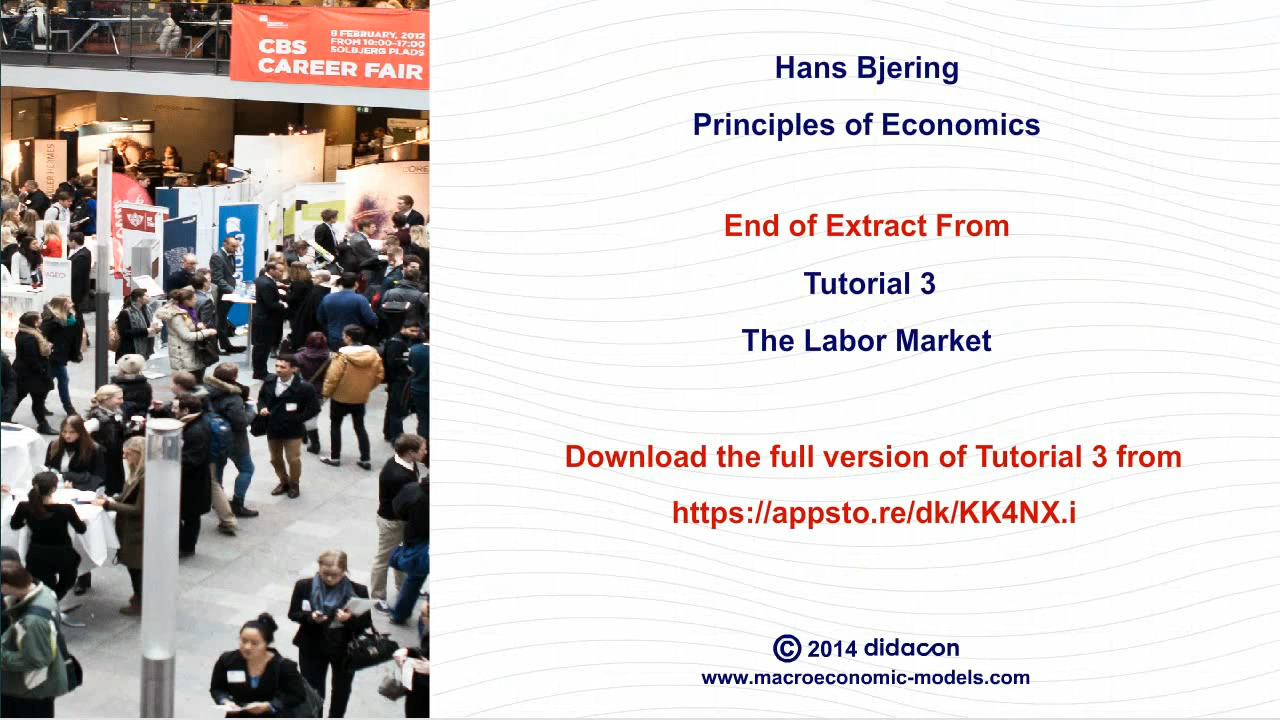 CBS
CAREER FAIR
8 FEBRUARY, 2012
FROM 10:00-17:00
SOLBJERG PLADS
Hans Bjering
Principles of Economics
End of Extract From
Tutorial 3
The Labor Market
Download the full version of Tutorial 3 from
https://appsto.re/dk/KK4NX.i
© 2014 didacon
www.macroeconomic-models.com